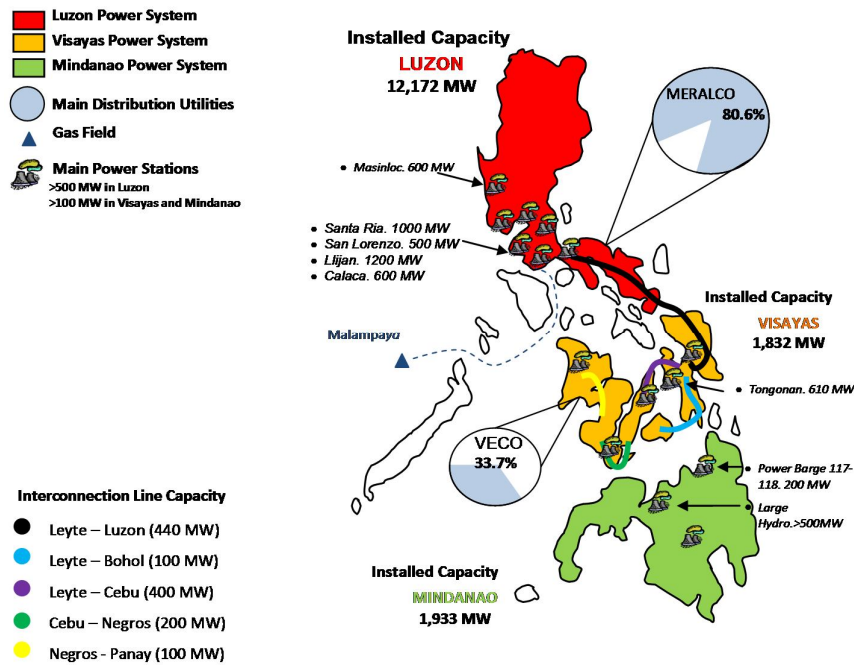 Luzon Power System
Visayas Power System
Mindanao Power System
Main Distribution Utilities
Gas Field
Main Power Stations
>500 MW in Luzon
>100 MW in Visayas and Mindanao
Installed Capacity
LUZON
12,172 MW
MERALCO
80.6%
• Masinloc. 600 MW
• Santa Ria. 1000 MW
• San Lorenzo. 500 MW
• Llijan. 1200 MW
• Calaca. 600 MW
Malampayo
Installed Capacity
VISAYAS
1,832 MW
• Tongonan. 610 MW
VECO
33.7%
• Power Barge 117-
118. 200 MW
• Large
Hydro.>500MW
Installed Capacity
MINDANAO
1,933 MW
Interconnection Line Capacity
Leyte – Luzon (440 MW)
Leyte – Bohol (100 MW)
Leyte – Cebu (400 MW)
Cebu – Negros (200 MW)
Negros - Panay (100 MW)